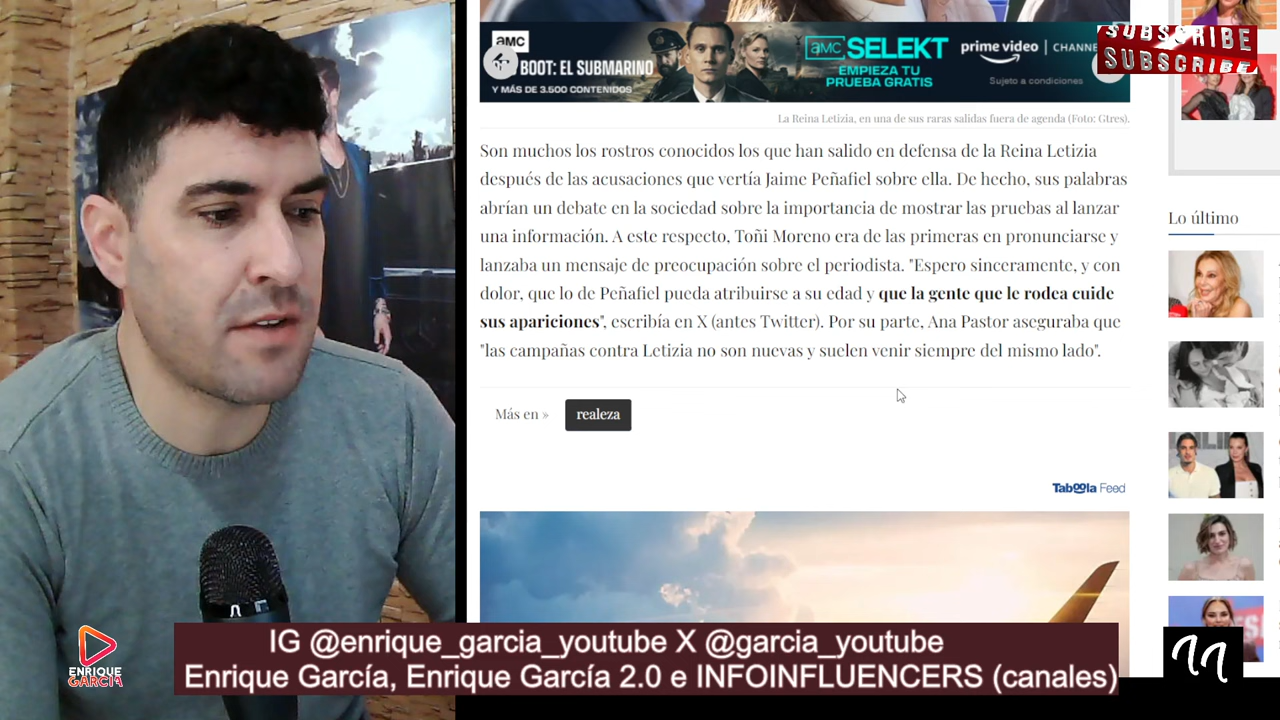 SUBSCRIBE
SUBSCRIBE
amc
BOOT: EL SUBMARINO
Y MÁS DE 3.500 CONTENIDOS
amc SELEKT
EMPIEZA TU
PRUEBA GRATIS
prime video | CHANNE
Sujeto a condiciones
La Reina Letizia, en una de sus raras salidas fuera de agenda (Foto: Gtres).
Son muchos los rostros conocidos los que han salido en defensa de la Reina Letizia
después de las acusaciones que vertía Jaime Peñafiel sobre ella. De hecho, sus palabras
abrían un debate en la sociedad sobre la importancia de mostrar las pruebas al lanzar
una información. A este respecto, Toñi Moreno era de las primeras en pronunciarse y
lanzaba un mensaje de preocupación sobre el periodista. "Espero sinceramente, y con
dolor, que lo de Peñafiel pueda atribuirse a su edad y que la gente que le rodea cuide
sus apariciones", escribía en X (antes Twitter). Por su parte, Ana Pastor aseguraba que
"las campañas contra Letizia no son nuevas y suelen venir siempre del mismo lado".
Más en » realeza
Taboola Feed
Lo último
ENRIQUE
GARCÍA
IG @enrique_garcia_youtube X @garcia_youtube
Enrique García, Enrique García 2.0 e INFOINFLUENCERS (canales)